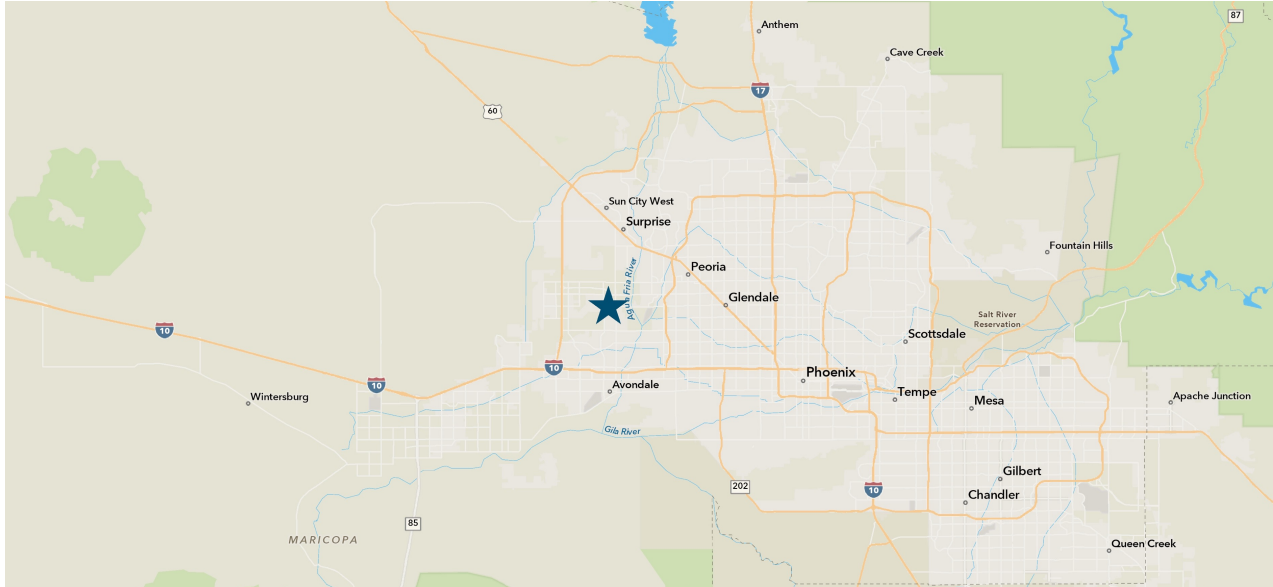 Anthem
87
Cave Creek
17
60
Sun City West
Surprise
Fountain Hills
Peoria
Agua Fria River
Glendale
Salt River
Reservation
10
Scottsdale
10
Phoenix
10
Avondale
Tempe
Wintersburg
Mesa
Apache Junction
Gila River
Gilbert
202
10
Chandler
85
MARICOPA
Queen Creek